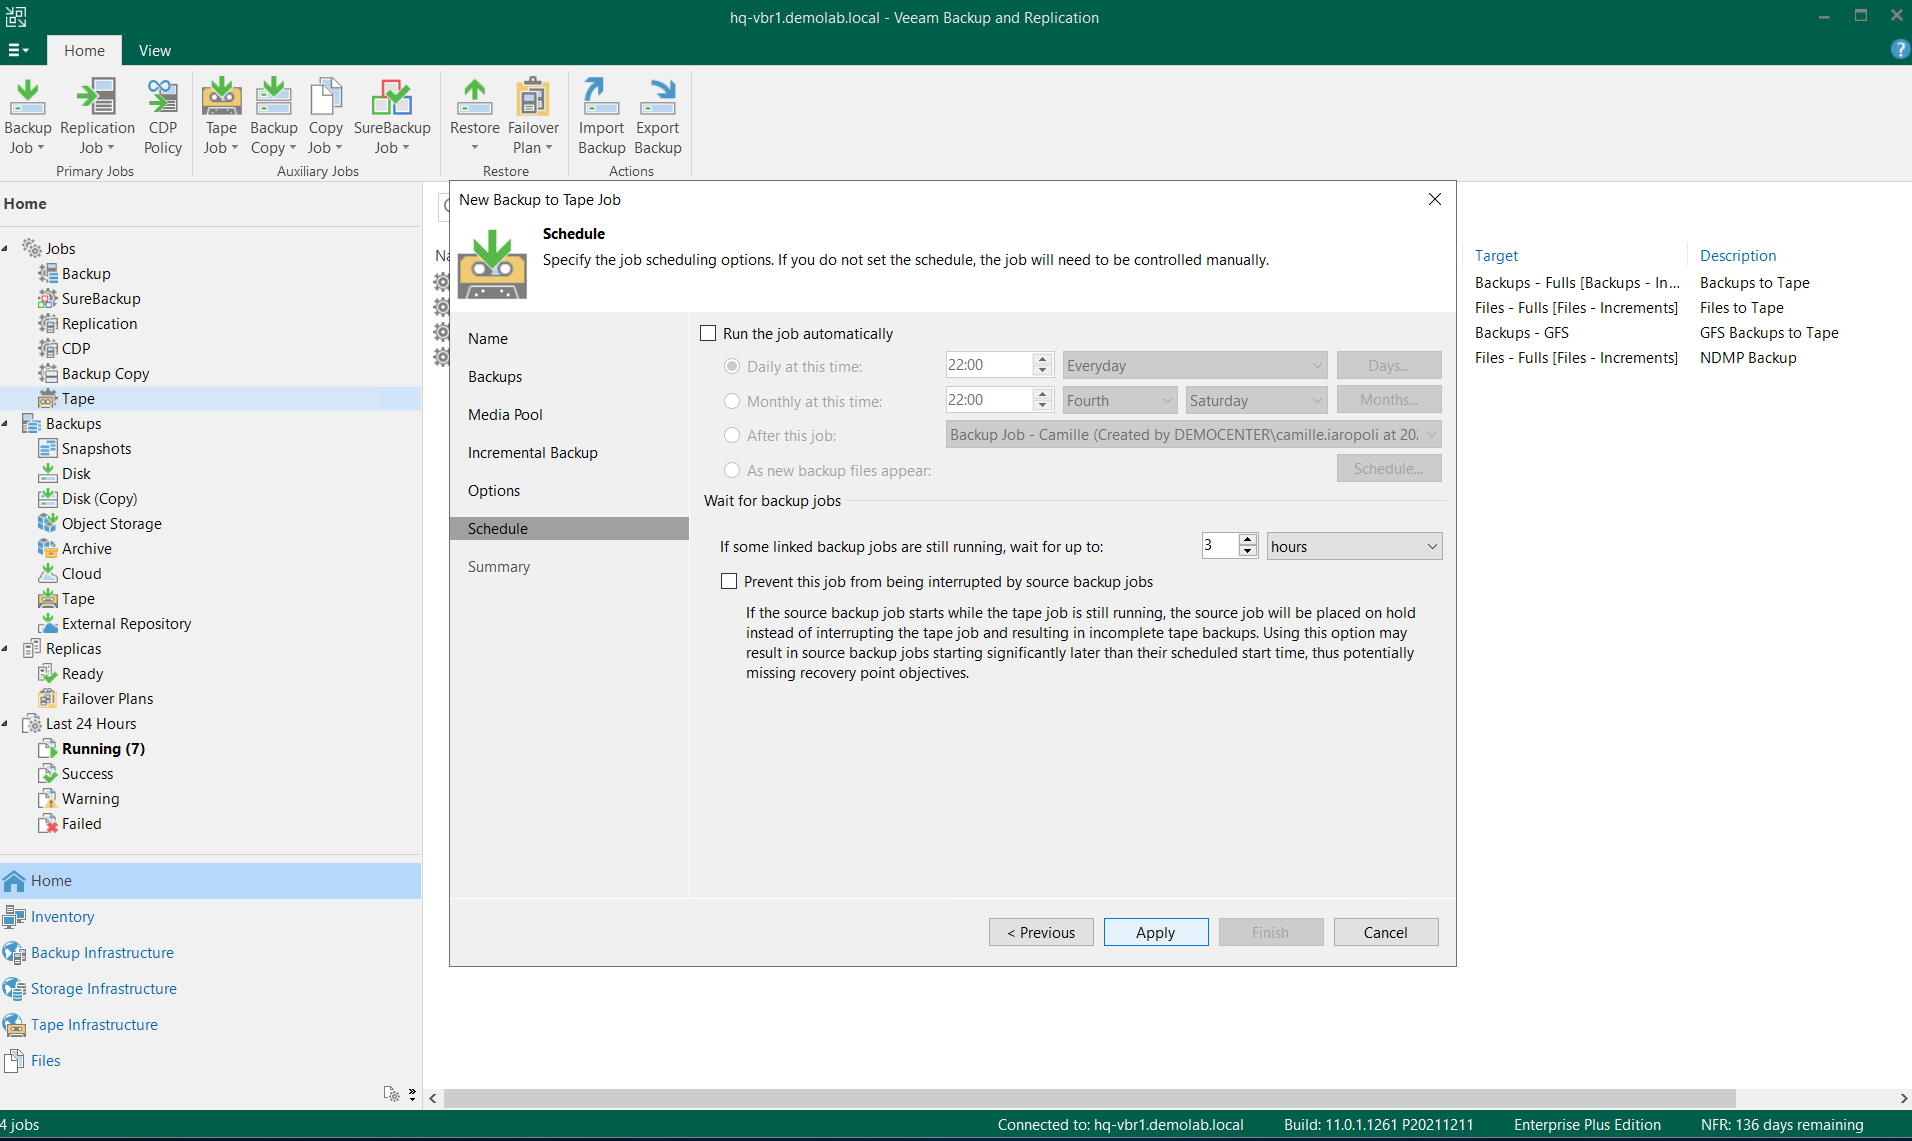 hq-vbr1.demolab.local - Veeam Backup and Replication
Home
View
Backup Job
Replication Job
CDP Policy
Tape Job
Backup Copy
Copy Job
SureBackup Job
Restore
Failover Plan
Import Backup
Export Backup
Primary Jobs
Auxiliary Jobs
Restore
Actions
Home
Jobs
Backup
SureBackup
Replication
CDP
Backup Copy
Tape
Backups
Snapshots
Disk
Disk (Copy)
Object Storage
Archive
Cloud
Tape
External Repository
Replicas
Ready
Failover Plans
Last 24 Hours
Running (7)
Success
Warning
Failed
Home
Inventory
Backup Infrastructure
Storage Infrastructure
Tape Infrastructure
Files
New Backup to Tape Job
Schedule
Specify the job scheduling options. If you do not set the schedule, the job will need to be controlled manually.
Name
Backups
Media Pool
Incremental Backup
Options
Schedule
Summary
Run the job automatically
Daily at this time:
22:00
Everyday
Days...
Monthly at this time:
22:00
Fourth
Saturday
Months...
After this job:
Backup Job - Camille (Created by DEMOCENTER\camille.iaropoli at 20
As new backup files appear:
Schedule...
Wait for backup jobs
If some linked backup jobs are still running, wait for up to:
3
hours
Prevent this job from being interrupted by source backup jobs
If the source backup job starts while the tape job is still running, the source job will be placed on hold
instead of interrupting the tape job and resulting in incomplete tape backups. Using this option may
result in source backup jobs starting significantly later than their scheduled start time, thus potentially
missing recovery point objectives.
< Previous
Apply
Finish
Cancel
Target
Description
Backups - Fulls [Backups - In...
Backups to Tape
Files - Fulls [Files - Increments]
Files to Tape
Backups - GFS
GFS Backups to Tape
Files - Fulls [Files - Increments]
NDMP Backup
4 jobs
Connected to: hq-vbr1.demolab.local
Build: 11.0.1.1261 P20211211
Enterprise Plus Edition
NFR: 136 days remaining